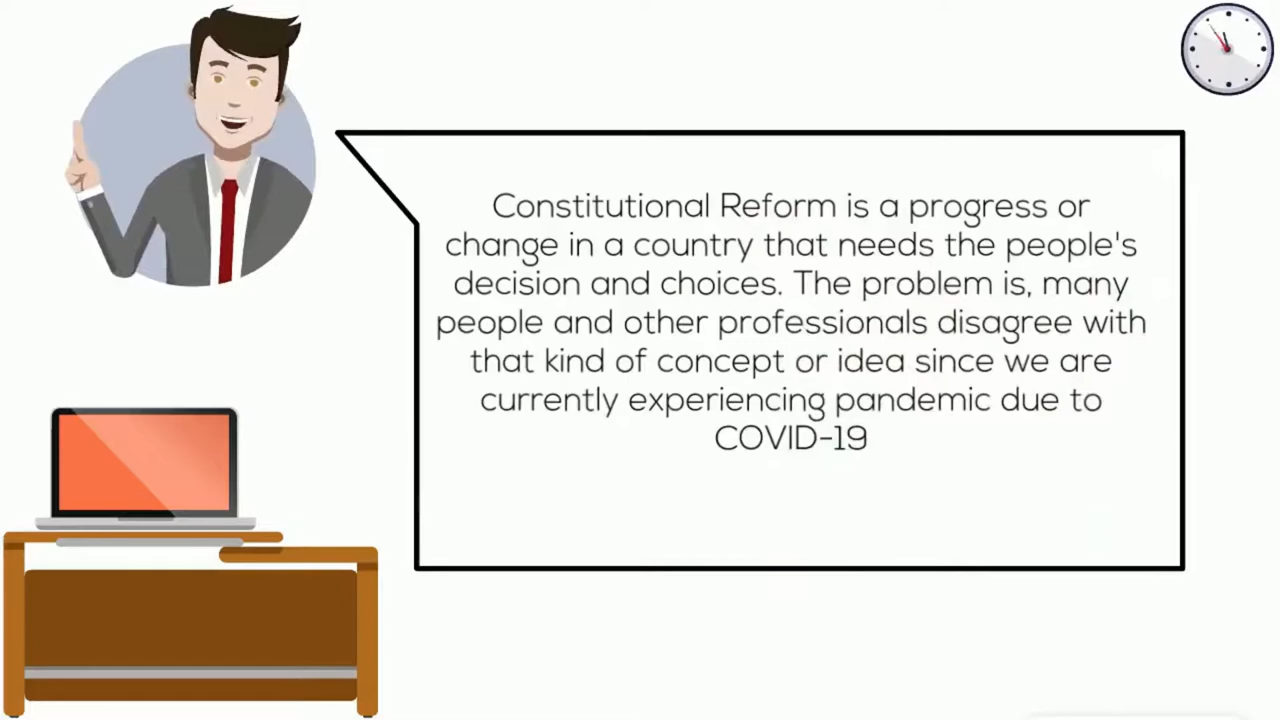 Constitutional Reform is a progress or
change in a country that needs the people's
decision and choices. The problem is, many
people and other professionals disagree with
that kind of concept or idea since we are
currently experiencing pandemic due to
COVID-19